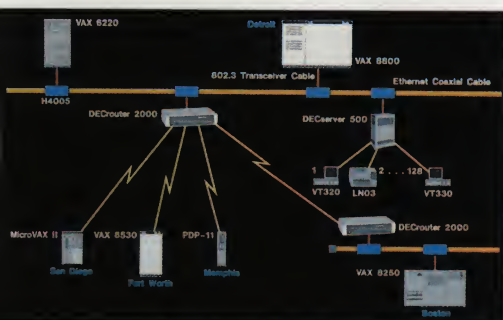 VAX 6220
Detroit
VAX 8800
802.3 Transceiver Cable
Ethernet Coaxial Cable
H4005
DECrouter 2000
DECserver 500
1
2 . . . 128
VT320
LN03
VT330
MicroVAX II
VAX 8530
PDP-11
DECrouter 2000
San Diego
Fort Worth
Memphis
VAX 8250
Boston